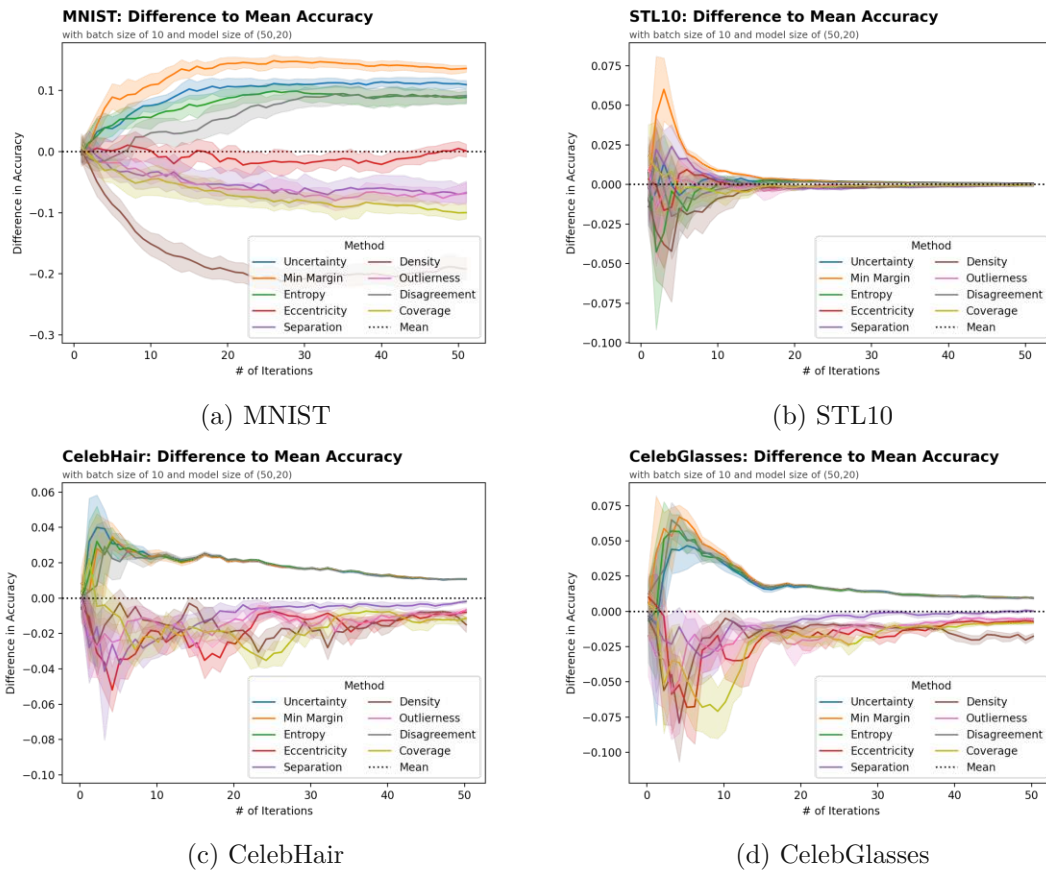 MNIST: Difference to Mean Accuracy
with batch size of 10 and model size of (50,20)
Difference in Accuracy
0.1
0.0
−0.1
−0.2
−0.3
Method
Uncertainty Density
Min Margin Outlierness
Entropy Disagreement
Eccentricity Coverage
Separation Mean
0 10 20 30 40 50
# of Iterations
(a) MNIST
STL10: Difference to Mean Accuracy
with batch size of 10 and model size of (50,20)
Difference in Accuracy
0.075
0.050
0.025
0.000
−0.025
−0.050
−0.075
−0.100
Method
Uncertainty Density
Min Margin Outlierness
Entropy Disagreement
Eccentricity Coverage
Separation Mean
0 10 20 30 40 50
# of Iterations
(b) STL10
CelebHair: Difference to Mean Accuracy
with batch size of 10 and model size of (50,20)
Difference in Accuracy
0.06
0.04
0.02
0.00
−0.02
−0.04
−0.06
−0.08
−0.10
Method
Uncertainty Density
Min Margin Outlierness
Entropy Disagreement
Eccentricity Coverage
Separation Mean
0 10 20 30 40 50
# of Iterations
(c) CelebHair
CelebGlasses: Difference to Mean Accuracy
with batch size of 10 and model size of (50,20)
Difference in Accuracy
0.075
0.050
0.025
0.000
−0.025
−0.050
−0.075
−0.100
Method
Uncertainty Density
Min Margin Outlierness
Entropy Disagreement
Eccentricity Coverage
Separation Mean
0 10 20 30 40 50
# of Iterations
(d) CelebGlasses